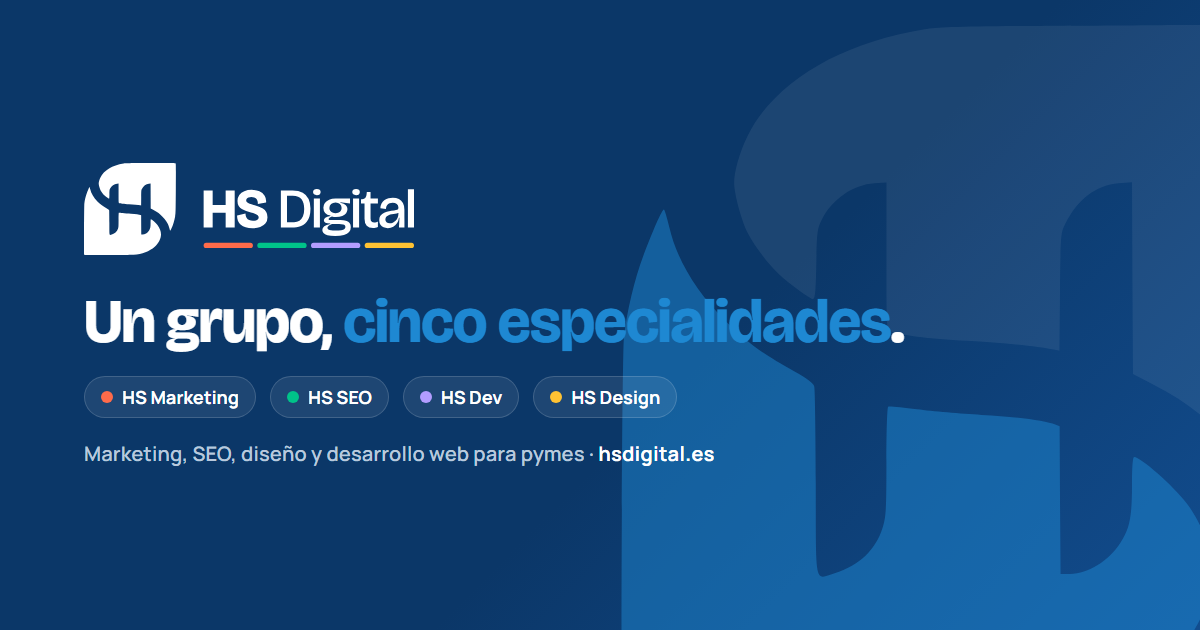 HS Digital
Un grupo, cinco especialidades.
HS Marketing HS SEO HS Dev HS Design
Marketing, SEO, diseño y desarrollo web para pymes · hsdigital.es